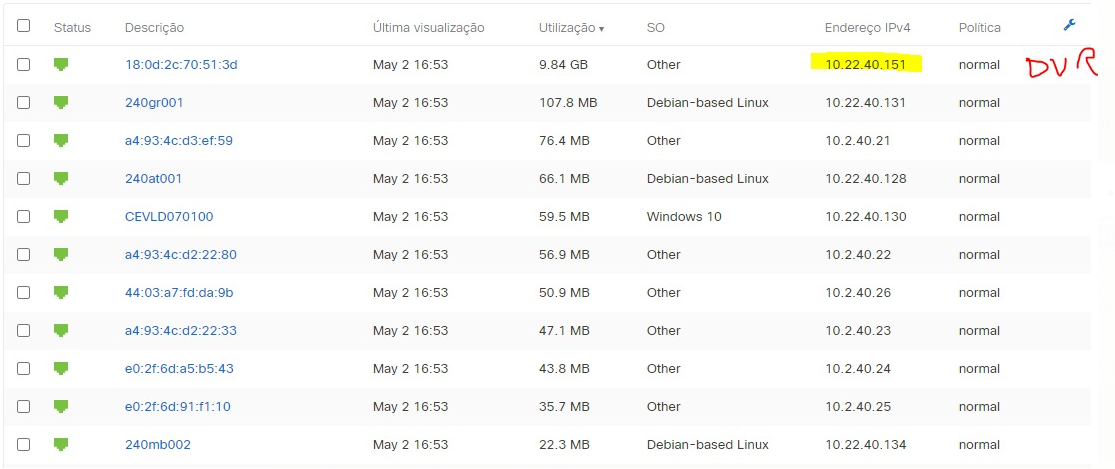 Status Descrição Última visualização Utilização ▾ SO Endereço IPv4 Política
18:0d:2c:70:51:3d May 2 16:53 9.84 GB Other 10.22.40.151 normal DVR
240gr001 May 2 16:53 107.8 MB Debian-based Linux 10.22.40.131 normal
a4:93:4c:d3:ef:59 May 2 16:53 76.4 MB Other 10.2.40.21 normal
240at001 May 2 16:53 66.1 MB Debian-based Linux 10.22.40.128 normal
CEVLD070100 May 2 16:53 59.5 MB Windows 10 10.22.40.130 normal
a4:93:4c:d2:22:80 May 2 16:53 56.9 MB Other 10.2.40.22 normal
44:03:a7:fd:da:9b May 2 16:53 50.9 MB Other 10.2.40.26 normal
a4:93:4c:d2:22:33 May 2 16:53 47.1 MB Other 10.2.40.23 normal
e0:2f:6d:a5:b5:43 May 2 16:53 43.8 MB Other 10.2.40.24 normal
e0:2f:6d:91:f1:10 May 2 16:53 35.7 MB Other 10.2.40.25 normal
240mb002 May 2 16:53 22.3 MB Debian-based Linux 10.22.40.134 normal